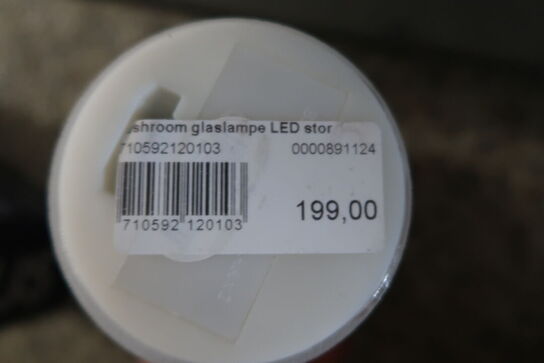 shroom glaslampe LED stor
710592120103 0000891124
710592 120103 199,00